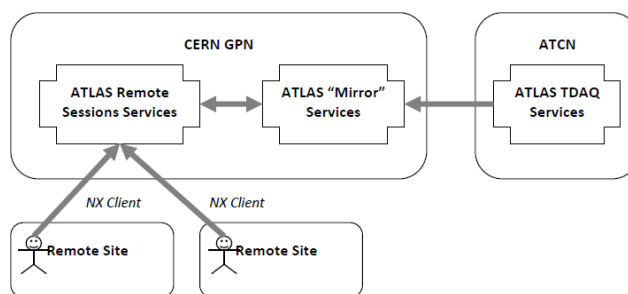 CERN GPN
ATCN
ATLAS Remote
Sessions Services
ATLAS “Mirror”
Services
ATLAS TDAQ
Services
NX Client
NX Client
Remote Site
Remote Site